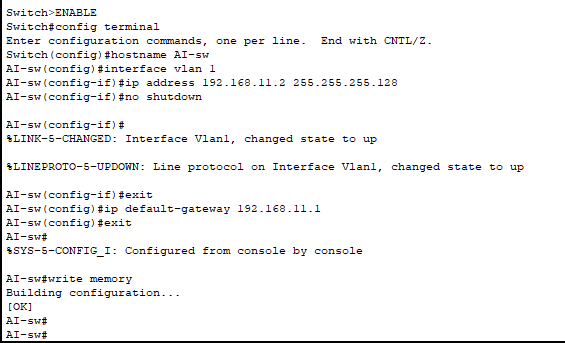 Switch>ENABLE
Switch#config terminal
Enter configuration commands, one per line.  End with CNTL/Z.
Switch(config)#hostname AI-sw
AI-sw(config)#interface vlan 1
AI-sw(config-if)#ip address 192.168.11.2 255.255.255.128
AI-sw(config-if)#no shutdown
AI-sw(config-if)#
%LINK-5-CHANGED: Interface Vlan1, changed state to up
%LINEPROTO-5-UPDOWN: Line protocol on Interface Vlan1, changed state to up
AI-sw(config-if)#exit
AI-sw(config)#ip default-gateway 192.168.11.1
AI-sw(config)#exit
AI-sw#
%SYS-5-CONFIG_I: Configured from console by console
AI-sw#write memory
Building configuration...
[OK]
AI-sw#
AI-sw#